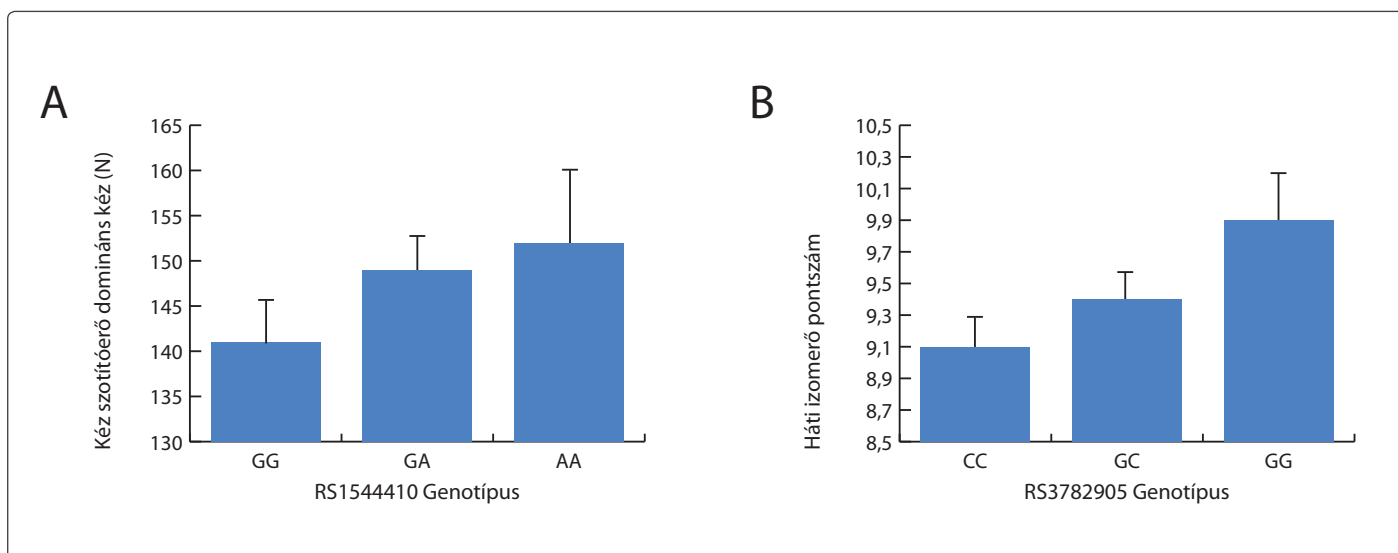 A
Kéz szotítóerő domináns kéz (N)
165
160
155
150
145
140
135
130
GG
GA
AA
RS1544410 Genotípus
B
Háti izomerő pontszám
10,5
10,3
10,1
9,9
9,7
9,5
9,3
9,1
8,9
8,7
8,5
CC
GC
GG
RS3782905 Genotípus